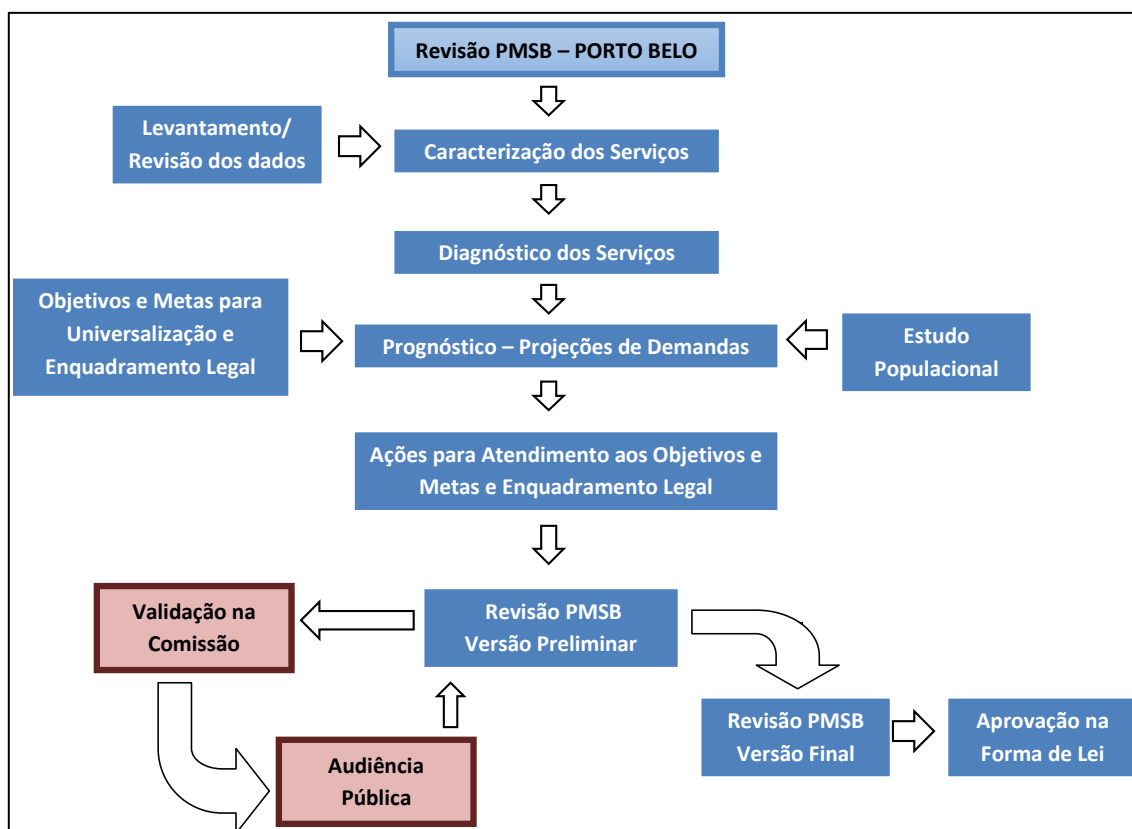 Revisão PMSB – PORTO BELO
Levantamento/
Revisão dos dados
Caracterização dos Serviços
Diagnóstico dos Serviços
Objetivos e Metas para
Universalização e
Enquadramento Legal
Prognóstico – Projeções de Demandas
Estudo
Populacional
Ações para Atendimento aos Objetivos e
Metas e Enquadramento Legal
Validação na
Comissão
Revisão PMSB
Versão Preliminar
Audiência
Pública
Revisão PMSB
Versão Final
Aprovação na
Forma de Lei